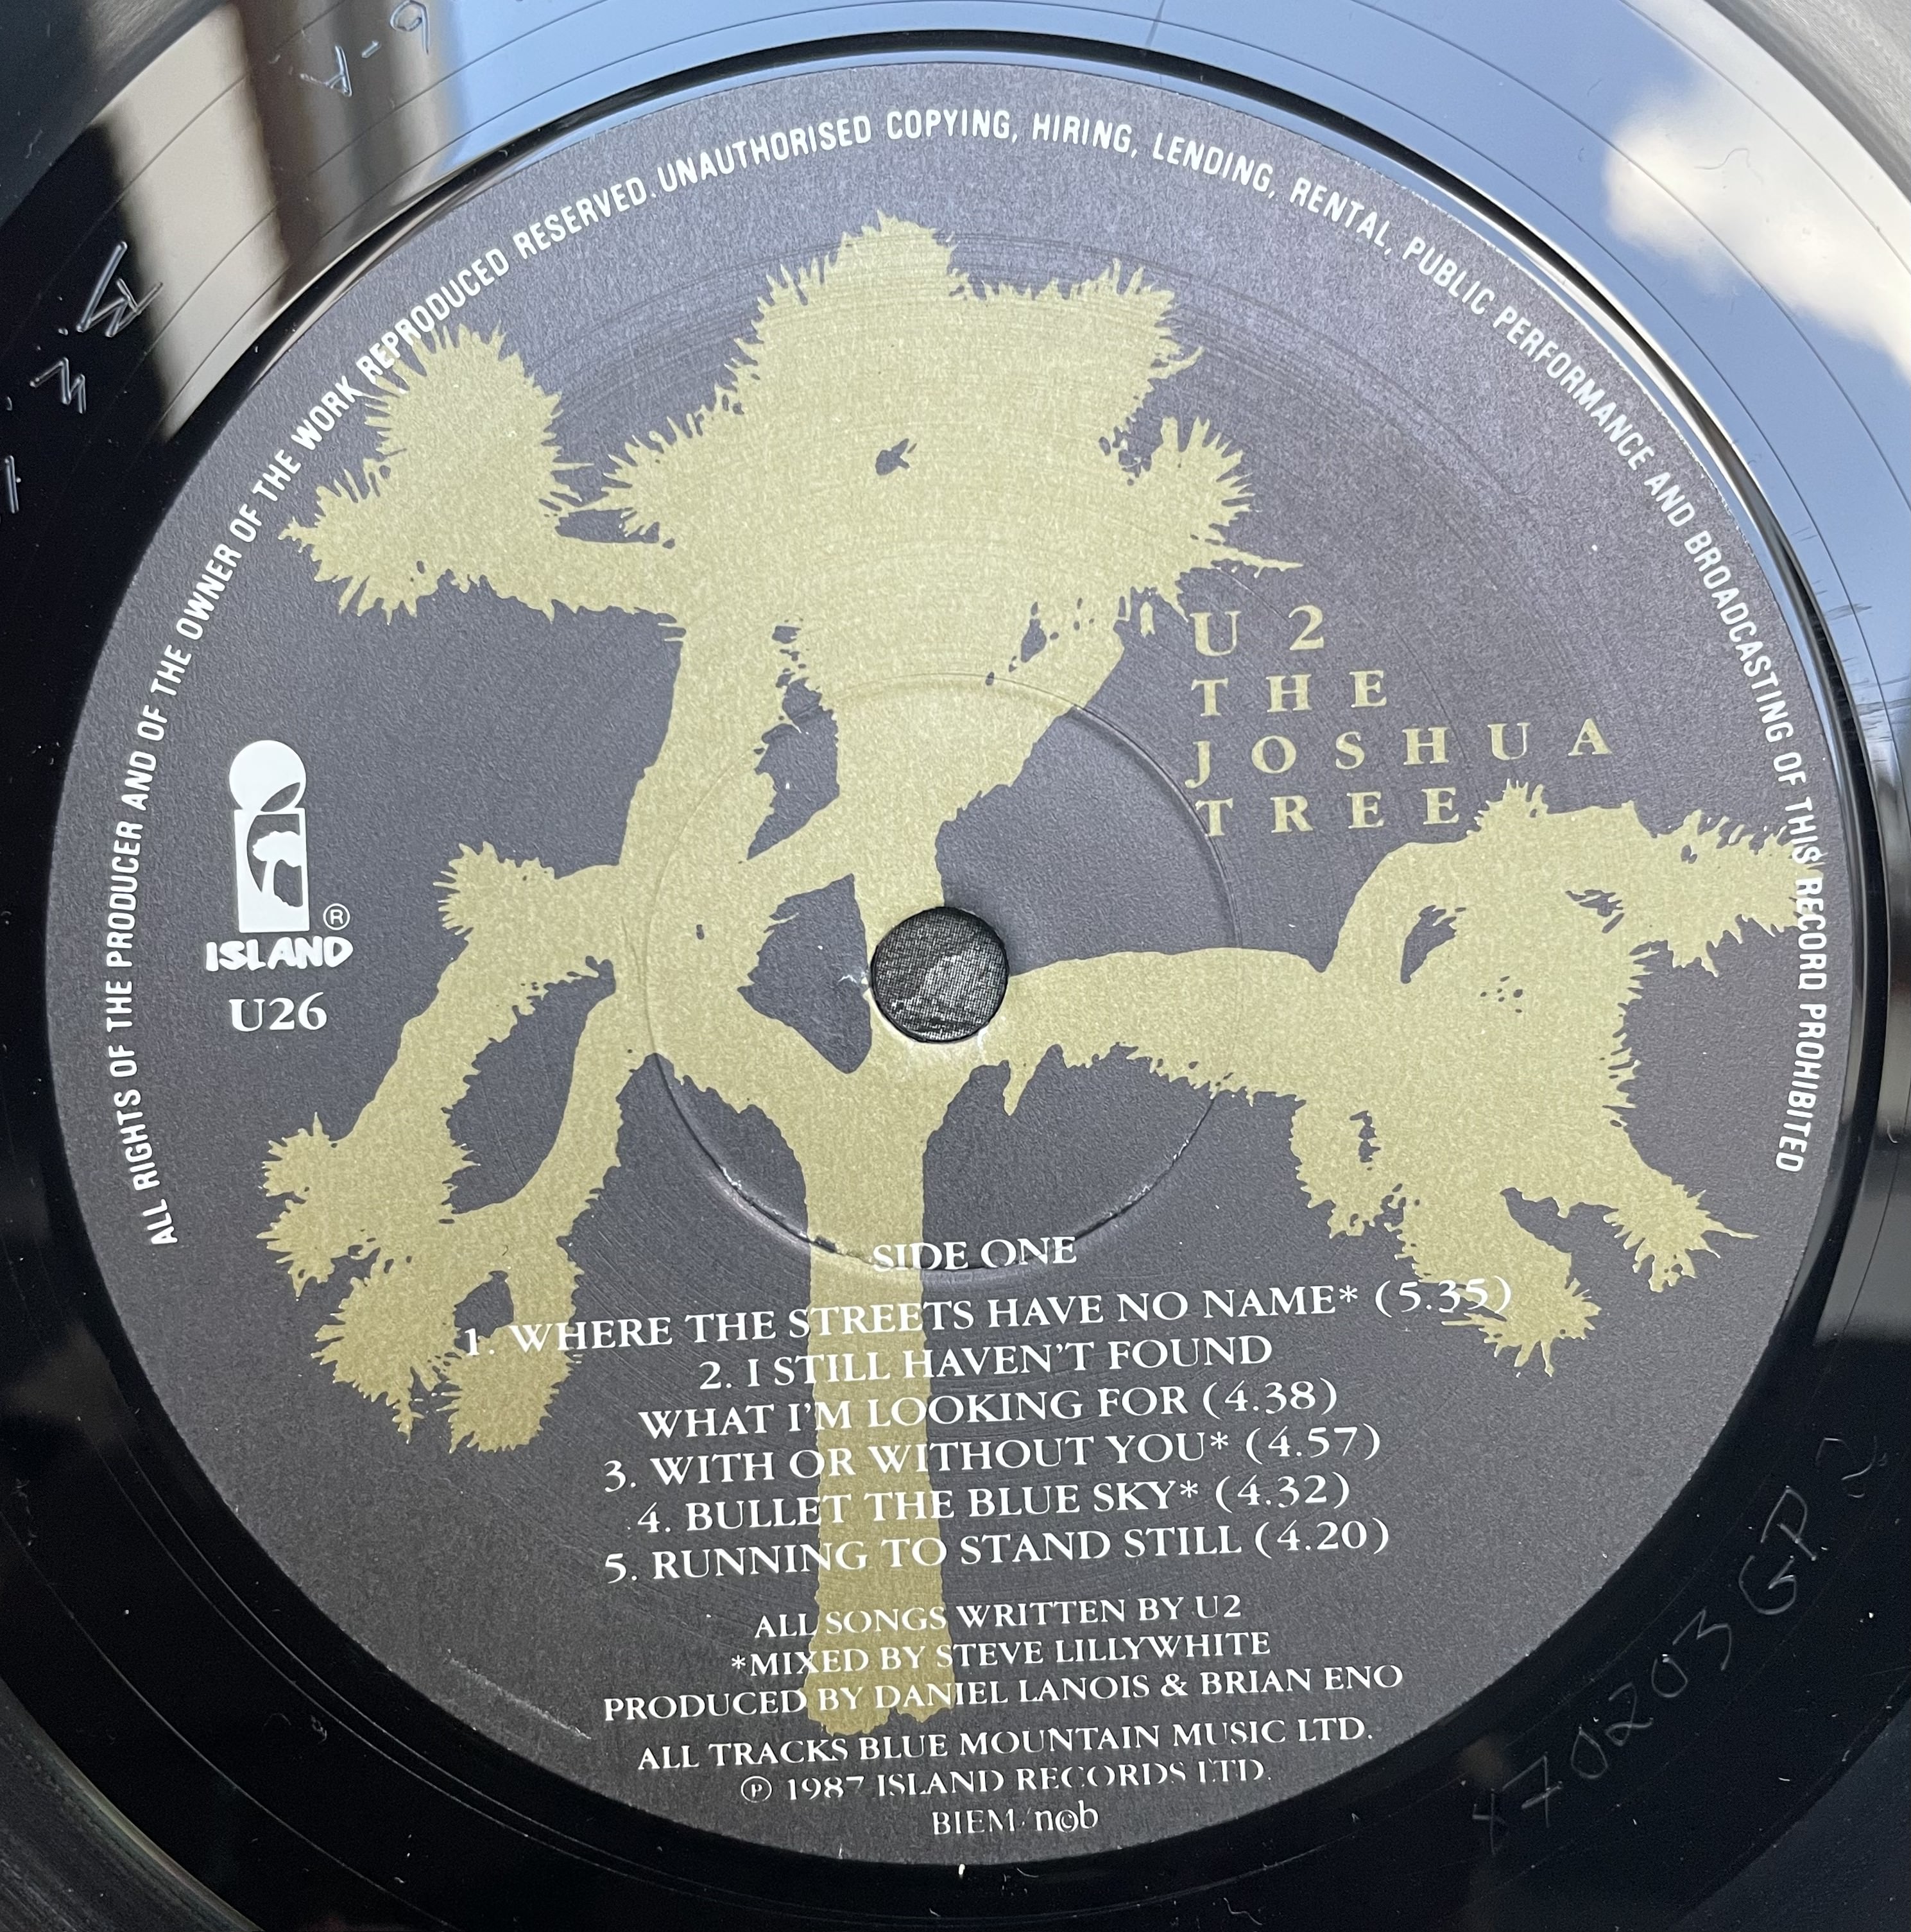 ALL RIGHTS OF THE PRODUCER AND OF THE OWNER OF THE WORK REPRODUCED RESERVED. UNAUTHORISED COPYING, HIRING, LENDING, RENTAL, PUBLIC PERFORMANCE AND BROADCASTING OF THIS RECORD PROHIBITED
U 2
THE
JOSHUA
TREE
ISLAND ®
U26
SIDE ONE
1. WHERE THE STREETS HAVE NO NAME* (5.35)
2. I STILL HAVEN'T FOUND
WHAT I'M LOOKING FOR (4.38)
3. WITH OR WITHOUT YOU* (4.57)
4. BULLET THE BLUE SKY* (4.32)
5. RUNNING TO STAND STILL (4.20)
ALL SONGS WRITTEN BY U2
*MIXED BY STEVE LILLYWHITE
PRODUCED BY DANIEL LANOIS & BRIAN ENO
ALL TRACKS BLUE MOUNTAIN MUSIC LTD.
℗ 1987 ISLAND RECORDS LTD.
BIEM/ncb